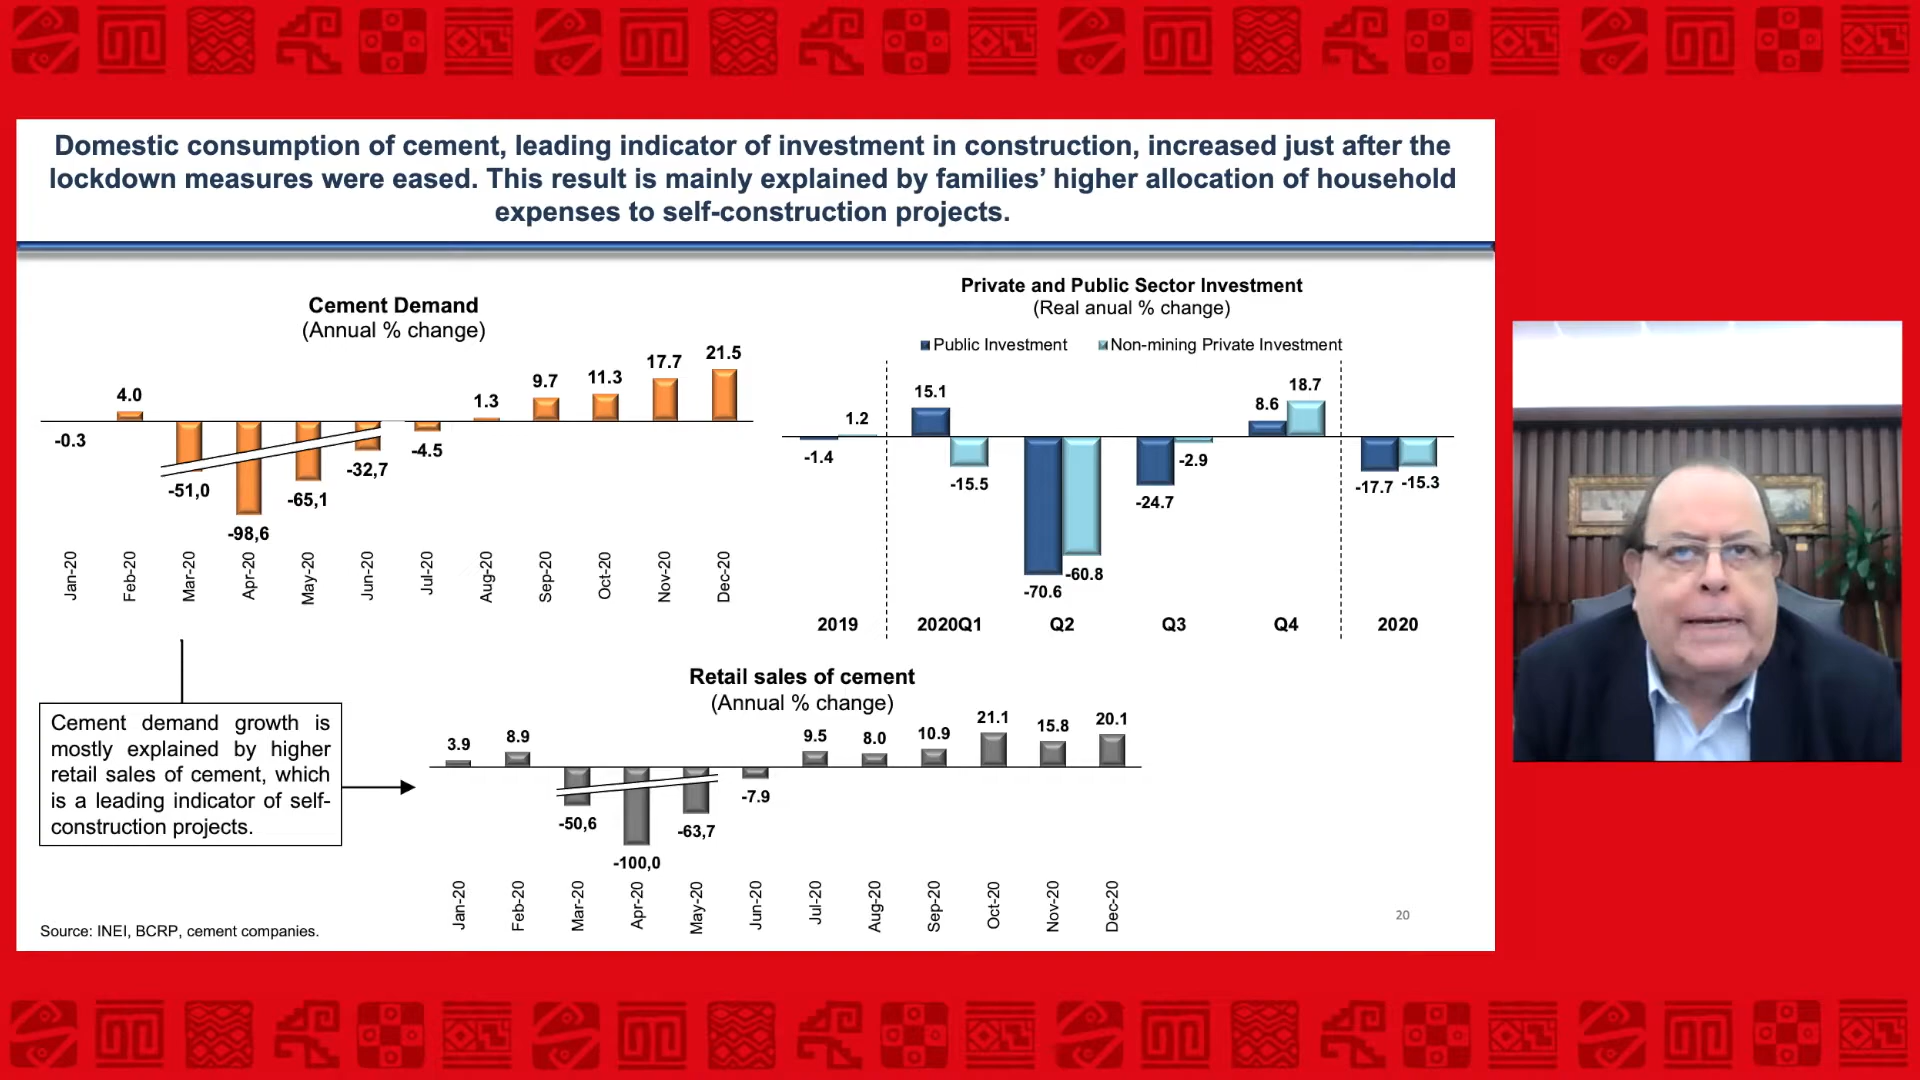 Domestic consumption of cement, leading indicator of investment in construction, increased just after the
lockdown measures were eased. This result is mainly explained by families’ higher allocation of household
expenses to self-construction projects.
Cement Demand
(Annual % change)
-0.3
4.0
-51,0
-98,6
-65,1
-32,7
-4.5
1.3
9.7
11.3
17.7
21.5
Jan-20
Feb-20
Mar-20
Apr-20
May-20
Jun-20
Jul-20
Aug-20
Sep-20
Oct-20
Nov-20
Dec-20
Private and Public Sector Investment
(Real anual % change)
Public Investment
Non-mining Private Investment
-1.4
1.2
15.1
-15.5
-70.6
-60.8
-24.7
-2.9
8.6
18.7
-17.7
-15.3
2019
2020Q1
Q2
Q3
Q4
2020
Cement demand growth is
mostly explained by higher
retail sales of cement, which
is a leading indicator of self-
construction projects.
Retail sales of cement
(Annual % change)
3.9
8.9
-50,6
-100,0
-63,7
-7.9
9.5
8.0
10.9
21.1
15.8
20.1
Jan-20
Feb-20
Mar-20
Apr-20
May-20
Jun-20
Jul-20
Aug-20
Sep-20
Oct-20
Nov-20
Dec-20
Source: INEI, BCRP, cement companies.
20